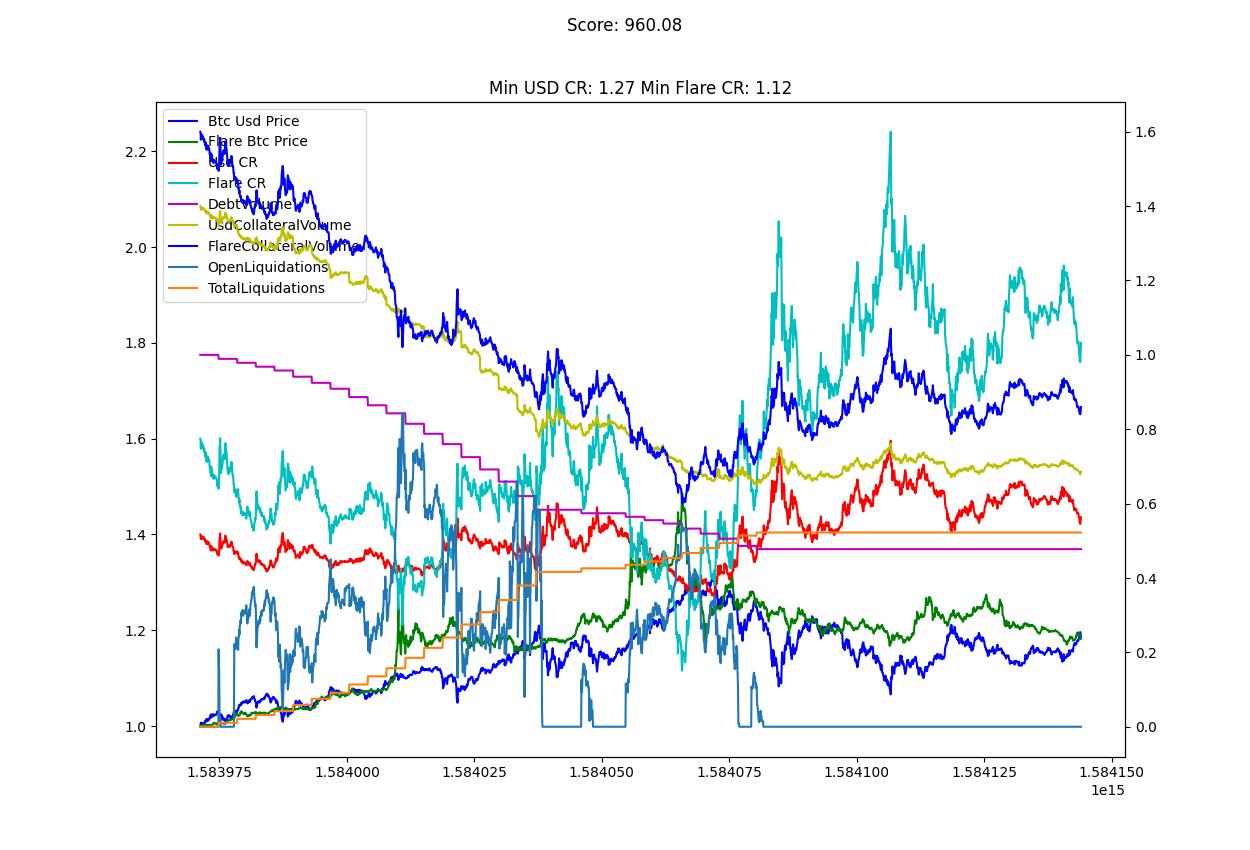 Score: 960.08
Min USD CR: 1.27 Min Flare CR: 1.12
Btc Usd Price
Flare Btc Price
Usd CR
Flare CR
DebtVolume
UsdCollateralVolume
FlareCollateralVolume
OpenLiquidations
TotalLiquidations
2.2
2.0
1.8
1.6
1.4
1.2
1.0
1.6
1.4
1.2
1.0
0.8
0.6
0.4
0.2
0.0
1.583975 1.584000 1.584025 1.584050 1.584075 1.584100 1.584125 1.584150
1e15